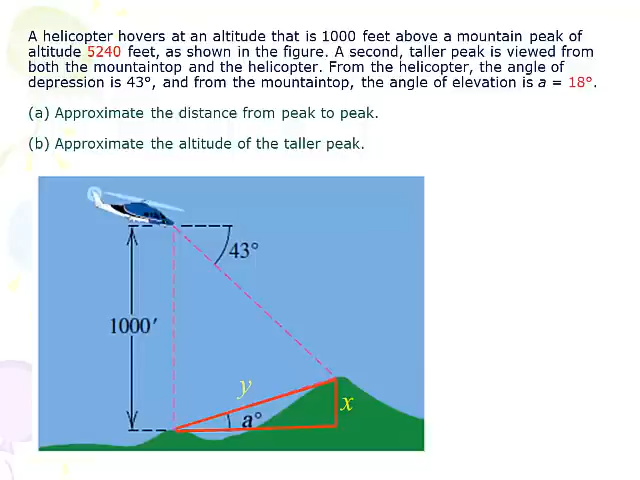 A helicopter hovers at an altitude that is 1000 feet above a mountain peak of
altitude 5240 feet, as shown in the figure. A second, taller peak is viewed from
both the mountaintop and the helicopter. From the helicopter, the angle of
depression is 43°, and from the mountaintop, the angle of elevation is a = 18°.
(a) Approximate the distance from peak to peak.
(b) Approximate the altitude of the taller peak.
43°
1000′
y
x
a°